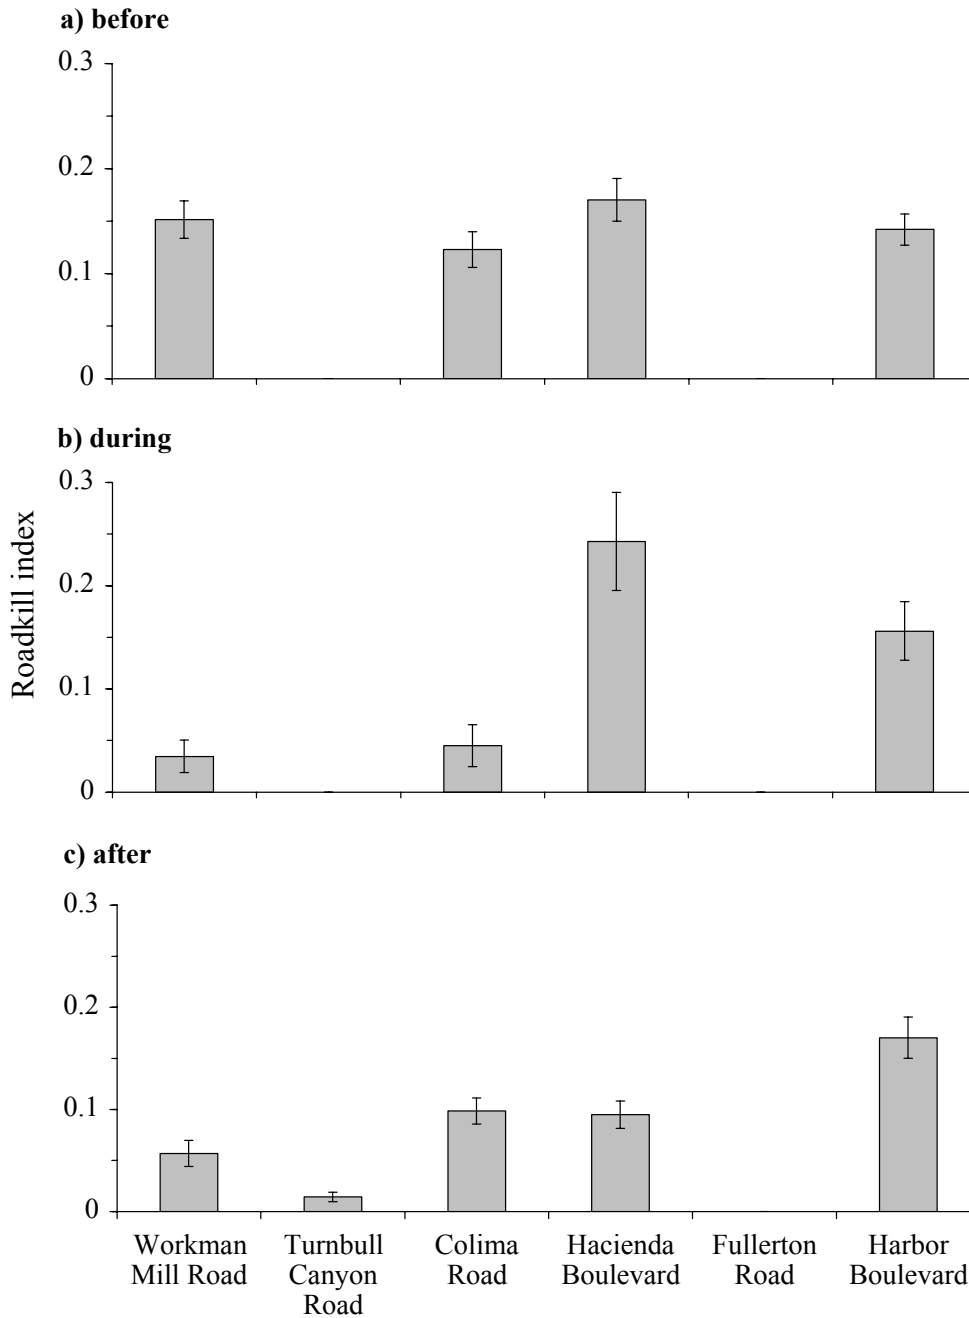 a) before
0.3
0.2
0.1
0
b) during
0.3
0.2
0.1
0
Roadkill index
c) after
0.3
0.2
0.1
0
Workman
Mill Road
Turnbull
Canyon
Road
Colima
Road
Hacienda
Boulevard
Fullerton
Road
Harbor
Boulevard